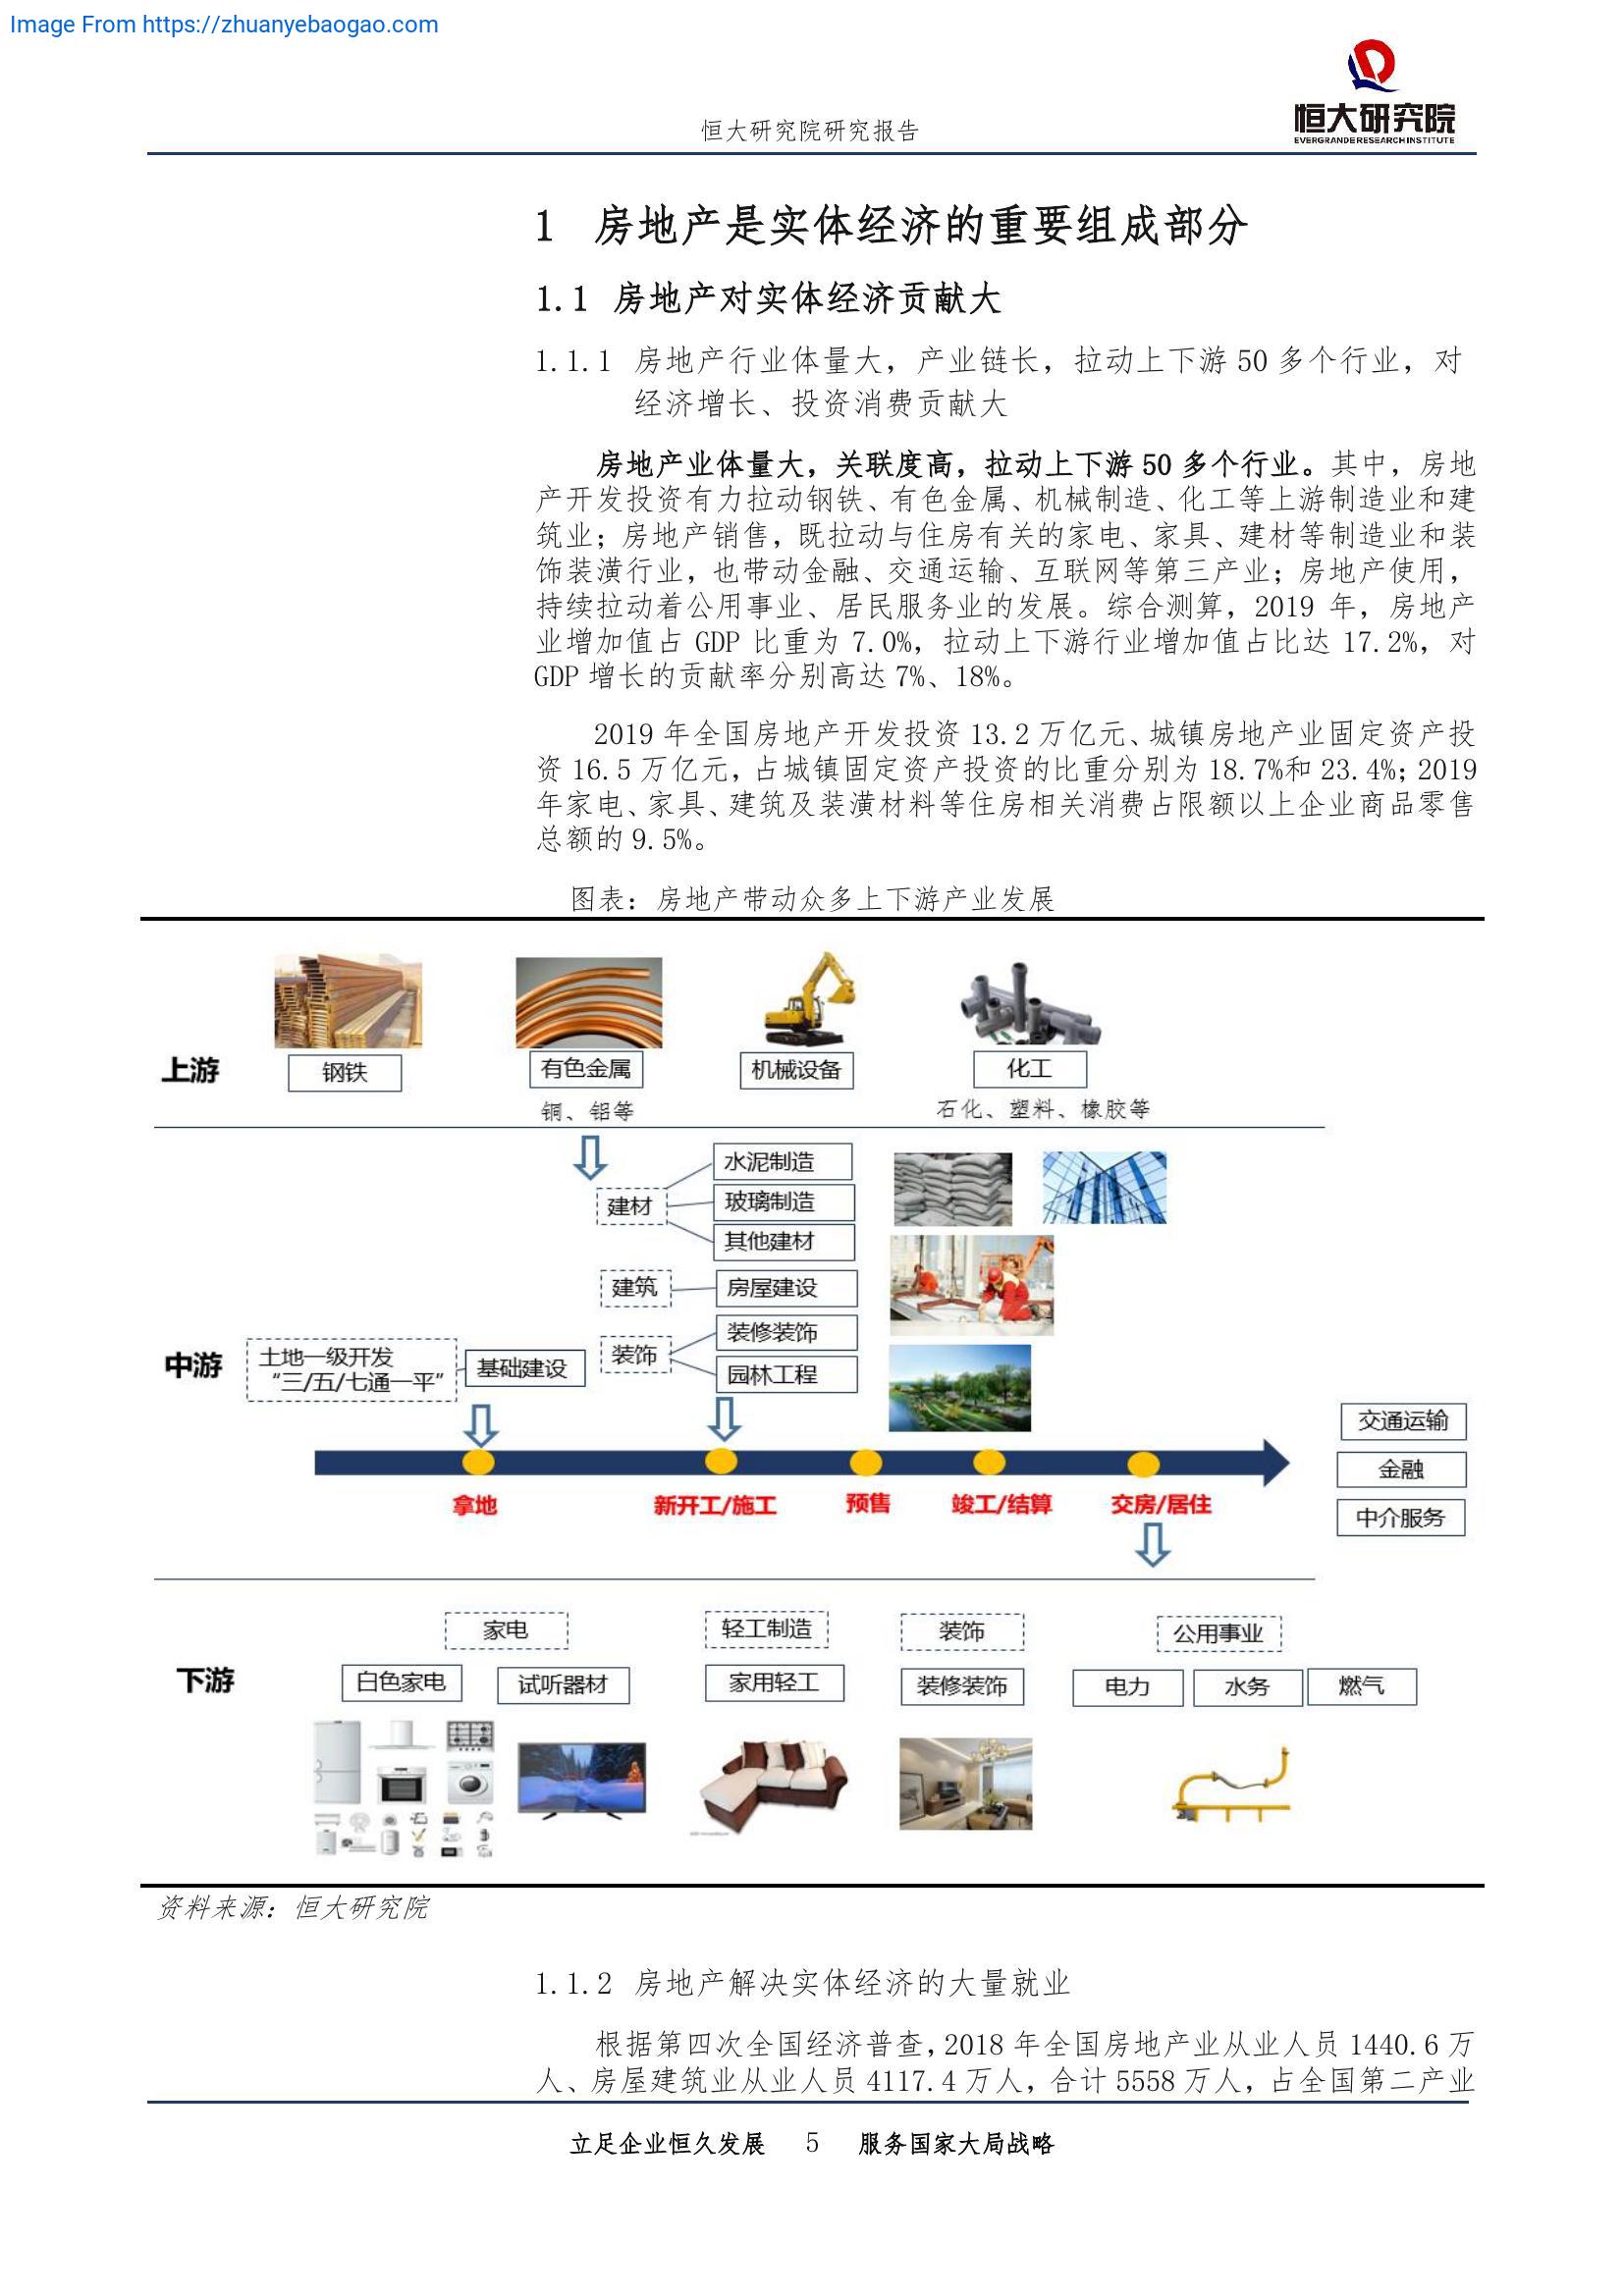 Image From https://zhuanyebaogao.com
恒大研究院
EVERGRANDE RESEARCH INSTITUTE
恒大研究院研究报告
1 房地产是实体经济的重要组成部分
1.1 房地产对实体经济贡献大
1.1.1 房地产行业体量大，产业链长，拉动上下游 50 多个行业，对
经济增长、投资消费贡献大
房地产业体量大，关联度高，拉动上下游 50 多个行业。其中，房地
产开发投资有力拉动钢铁、有色金属、机械制造、化工等上游制造业和建
筑业；房地产销售，既拉动与住房有关的家电、家具、建材等制造业和装
饰装潢行业，也带动金融、交通运输、互联网等第三产业；房地产使用，
持续拉动着公用事业、居民服务业的发展。综合测算，2019 年，房地产
业增加值占 GDP 比重为 7.0%，拉动上下游行业增加值占比达 17.2%，对
GDP 增长的贡献率分别高达 7%、18%。
2019 年全国房地产开发投资 13.2 万亿元、城镇房地产业固定资产投
资 16.5 万亿元，占城镇固定资产投资的比重分别为 18.7%和 23.4%；2019
年家电、家具、建筑及装潢材料等住房相关消费占限额以上企业商品零售
总额的 9.5%。
图表：房地产带动众多上下游产业发展
上游
钢铁
有色金属
机械设备
化工
铜、铝等
石化、塑料、橡胶等
水泥制造
建材
玻璃制造
其他建材
建筑
房屋建设
装修装饰
装饰
园林工程
中游
土地一级开发
“三/五/七通一平”
基础建设
交通运输
金融
中介服务
拿地
新开工/施工
预售
竣工/结算
交房/居住
家电
轻工制造
装饰
公用事业
下游
白色家电
试听器材
家用轻工
装修装饰
电力
水务
燃气
资料来源：恒大研究院
1.1.2 房地产解决实体经济的大量就业
根据第四次全国经济普查，2018 年全国房地产业从业人员 1440.6 万
人、房屋建筑业从业人员 4117.4 万人，合计 5558 万人，占全国第二产业
立足企业恒久发展 5 服务国家大局战略